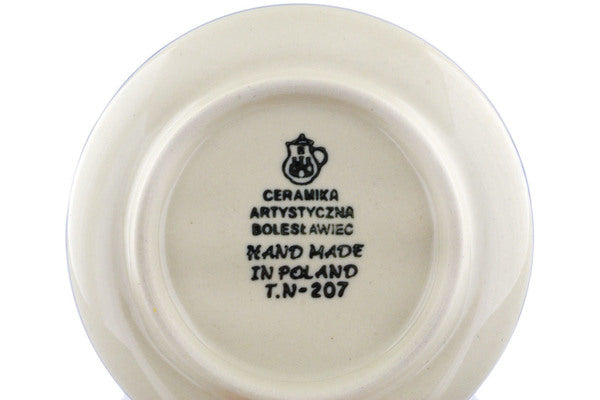 CERAMIKA
ARTYSTYCZNA
BOLESŁAWIEC
HAND MADE
IN POLAND
T.N-207